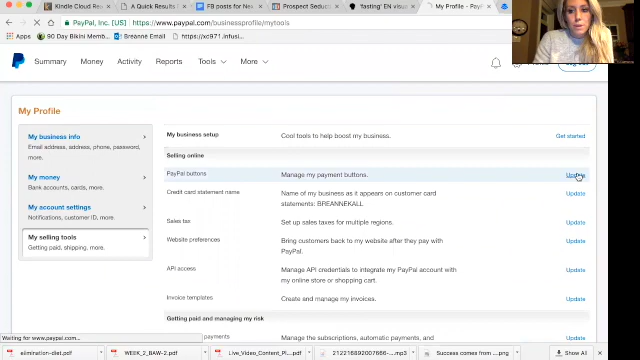 Kindle Cloud Re
A Quick Results
FB posts for new
Prospect Seduct
'fasting' EN visu
My Profile - PayP
PayPal, Inc. [US] https://www.paypal.com/businessprofile/mytools
Apps 90 Day Bikini Memb... Breanne Email https://xc971.infusi
Summary Money Activity Reports Tools More
My Profile
My business info
Email address, address, phone, password, more.
My money
Bank accounts, cards, more.
My account settings
Notifications, customer ID, more.
My selling tools
Getting paid, shipping, more.
My business setup Cool tools to help boost my business. Get started
Selling online
PayPal buttons Manage my payment buttons. Update
Credit card statement name Name of my business as it appears on customer card Update
statements: BREANNEKALL
Sales tax Set up sales taxes for multiple regions. Update
Website preferences Bring customers back to my website after they pay with Update
PayPal.
API access Manage API credentials to integrate my PayPal account with Update
my online store or shopping cart.
Invoice templates Create and manage my invoices. Update
Getting paid and managing my risk
payments Manage the subscriptions, automatic payments, and Update
Waiting for www.paypal.com...
elimination-diet.pdf WEEK_2_BAW-2.pdf Live_Video_Content_Pl....pdf 212216892007666-....mp3 Success comes from....png Show All